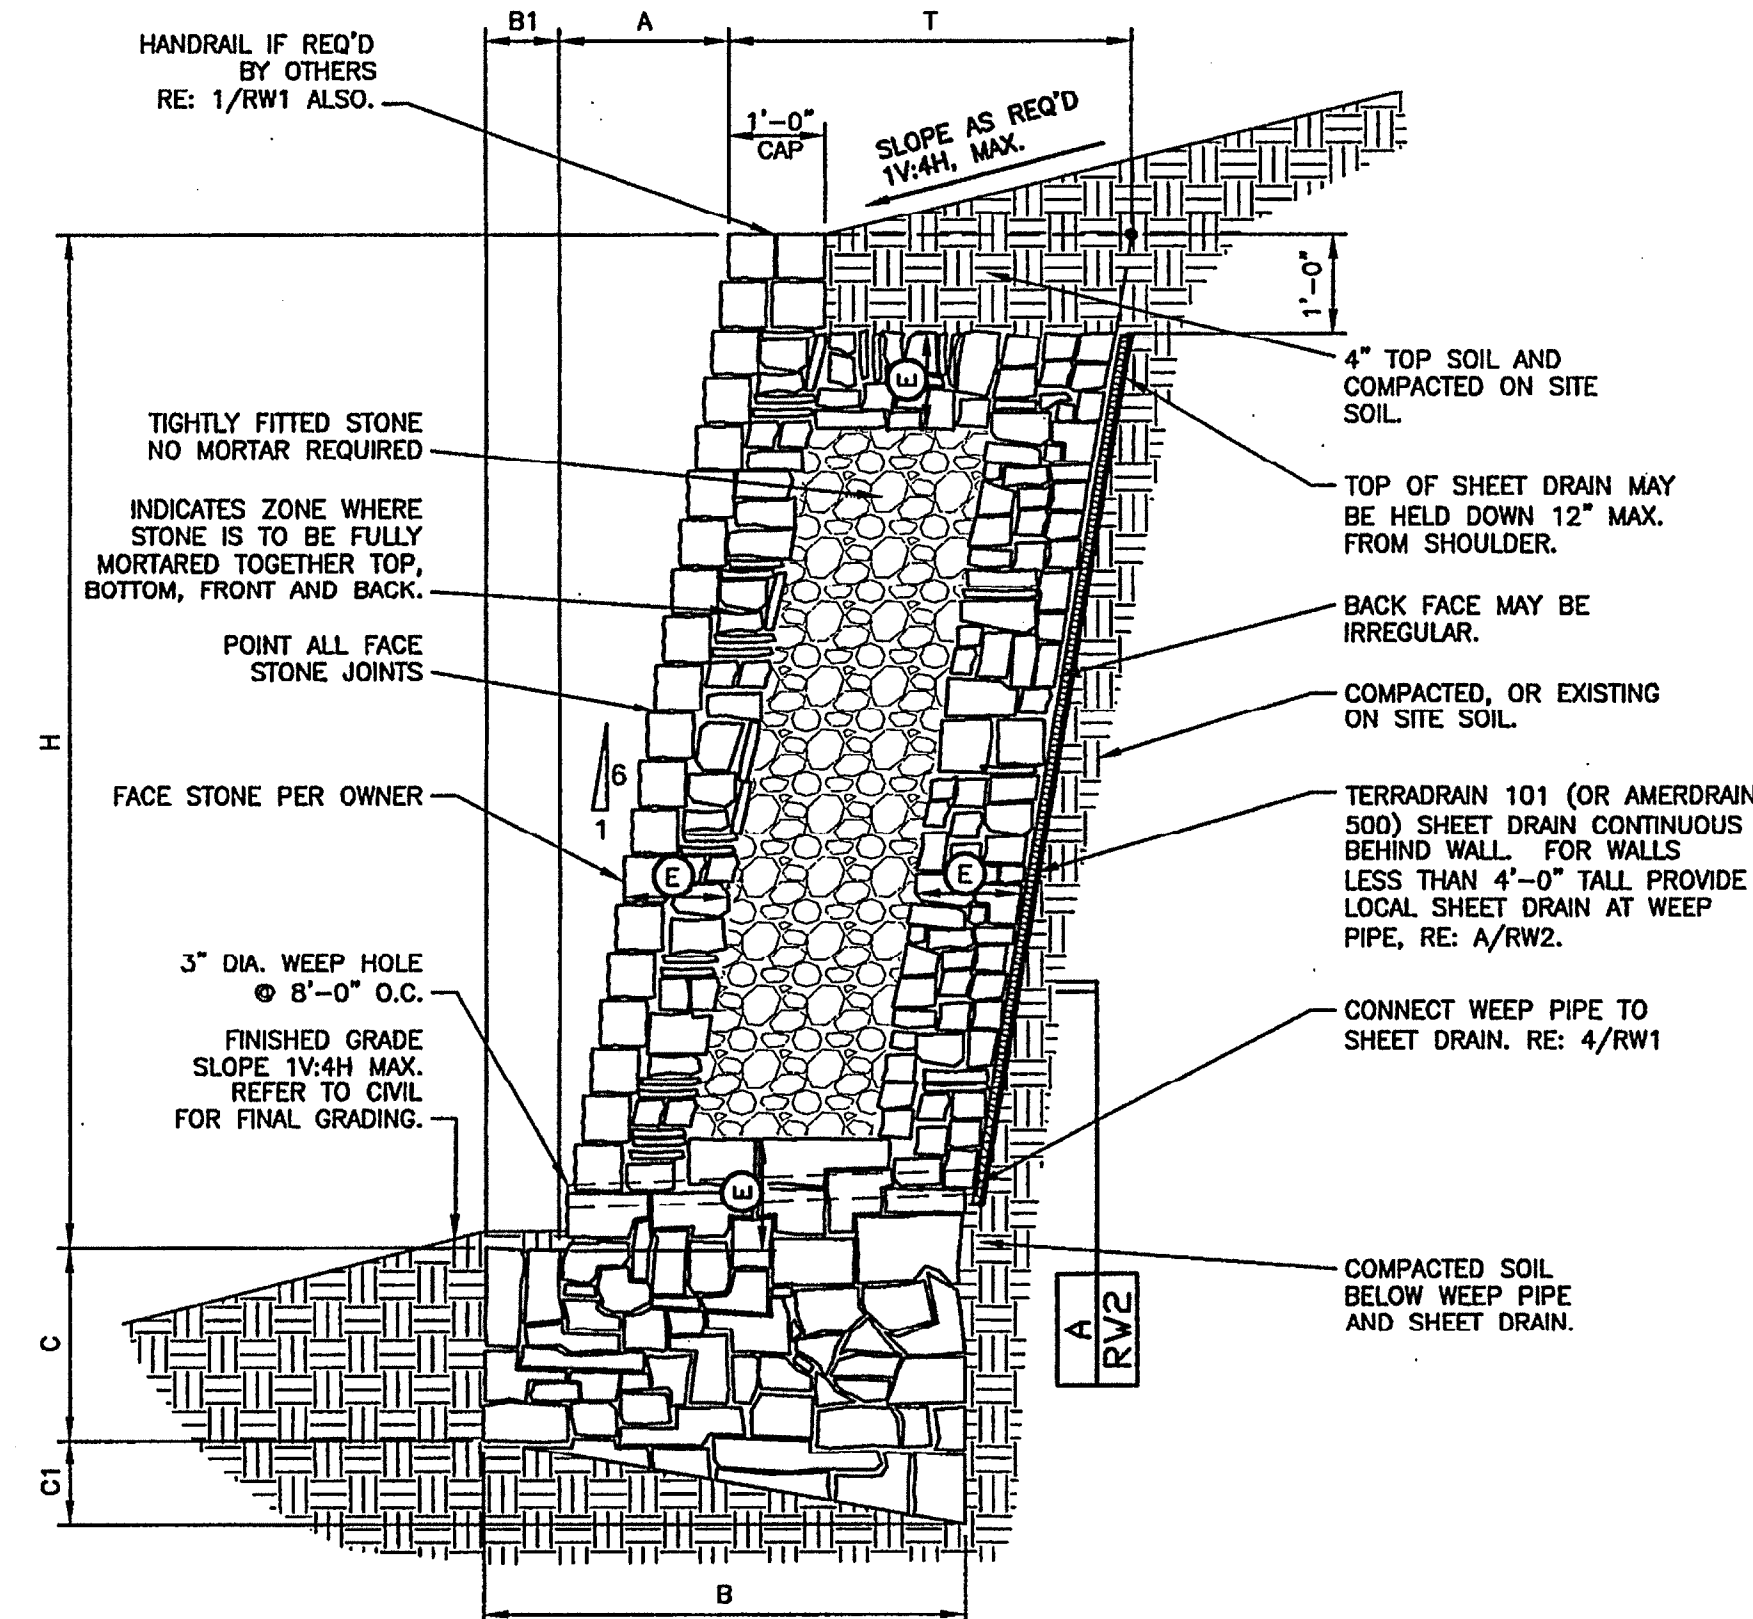 B1
A
T
HANDRAIL IF REQ'D
BY OTHERS
RE: 1/RW1 ALSO.
1'-0"
CAP
SLOPE AS REQ'D
1V:4H, MAX.
1'-0"
4" TOP SOIL AND
COMPACTED ON SITE
SOIL.
E
TIGHTLY FITTED STONE
NO MORTAR REQUIRED
TOP OF SHEET DRAIN MAY
BE HELD DOWN 12" MAX.
FROM SHOULDER.
INDICATES ZONE WHERE
STONE IS TO BE FULLY
MORTARED TOGETHER TOP,
BOTTOM, FRONT AND BACK.
BACK FACE MAY BE
IRREGULAR.
POINT ALL FACE
STONE JOINTS
COMPACTED, OR EXISTING
ON SITE SOIL.
H
6
1
FACE STONE PER OWNER
TERRADRAIN 101 (OR AMERDRAIN
500) SHEET DRAIN CONTINUOUS
BEHIND WALL. FOR WALLS
LESS THAN 4'-0" TALL PROVIDE
LOCAL SHEET DRAIN AT WEEP
PIPE, RE: A/RW2.
E
E
3" DIA. WEEP HOLE
@ 8'-0" O.C.
CONNECT WEEP PIPE TO
SHEET DRAIN. RE: 4/RW1
FINISHED GRADE
SLOPE 1V:4H MAX.
REFER TO CIVIL
FOR FINAL GRADING.
E
COMPACTED SOIL
BELOW WEEP PIPE
AND SHEET DRAIN.
A
RW2
C
C1
B